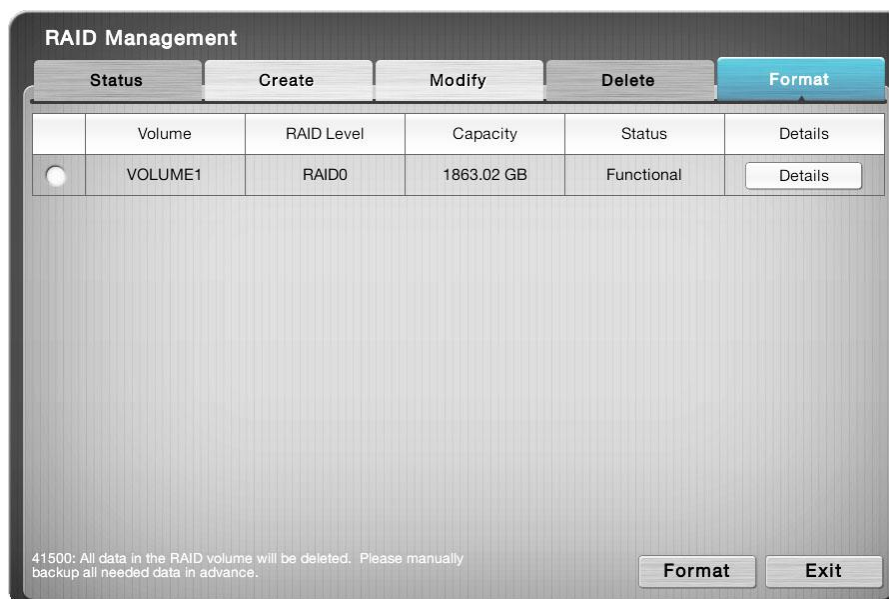 RAID Management
Status Create Modify Delete Format
Volume RAID Level Capacity Status Details
VOLUME1 RAID0 1863.02 GB Functional Details
41500: All data in the RAID volume will be deleted. Please manually
backup all needed data in advance.
Format Exit